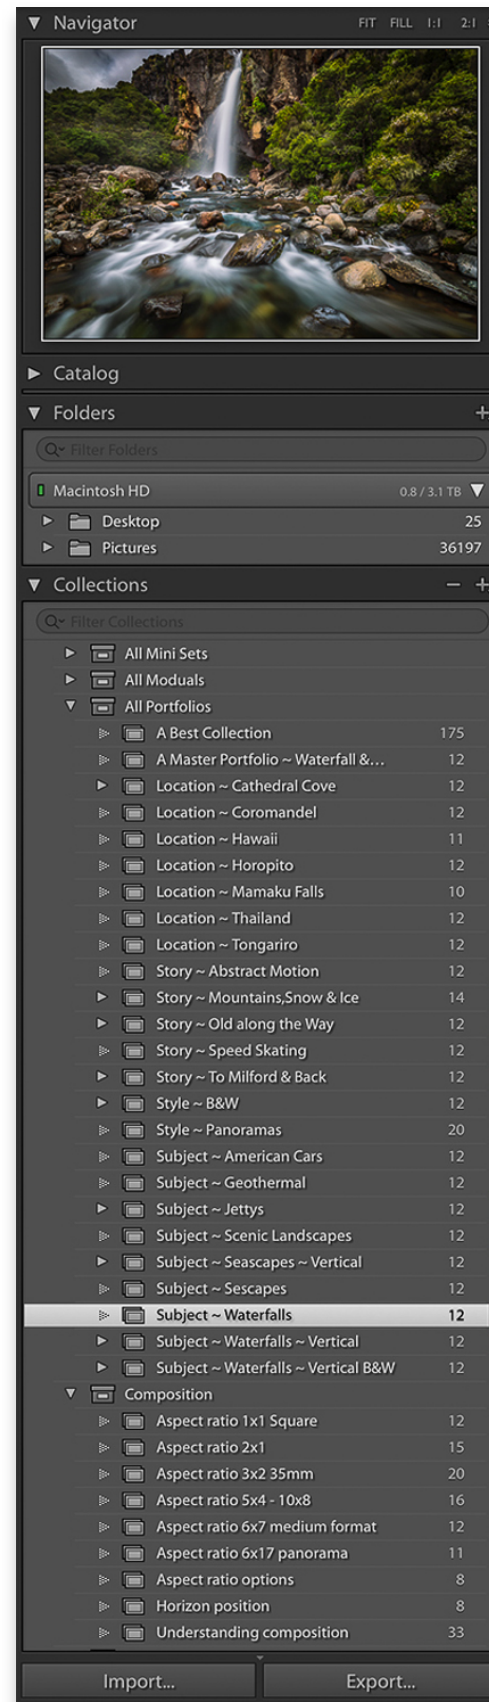 Navigator FIT FILL 1:1 2:1
Catalog
Folders +
Filter Folders
Macintosh HD 0.8 / 3.1 TB
Desktop 25
Pictures 36197
Collections − +
Filter Collections
All Mini Sets
All Moduals
All Portfolios
A Best Collection 175
A Master Portfolio ~ Waterfall &... 12
Location ~ Cathedral Cove 12
Location ~ Coromandel 12
Location ~ Hawaii 11
Location ~ Horopito 12
Location ~ Mamaku Falls 10
Location ~ Thailand 12
Location ~ Tongariro 12
Story ~ Abstract Motion 12
Story ~ Mountains,Snow & Ice 14
Story ~ Old along the Way 12
Story ~ Speed Skating 12
Story ~ To Milford & Back 12
Style ~ B&W 12
Style ~ Panoramas 20
Subject ~ American Cars 12
Subject ~ Geothermal 12
Subject ~ Jettys 12
Subject ~ Scenic Landscapes 12
Subject ~ Seascapes ~ Vertical 12
Subject ~ Sescapes 12
Subject ~ Waterfalls 12
Subject ~ Waterfalls ~ Vertical 12
Subject ~ Waterfalls ~ Vertical B&W 12
Composition
Aspect ratio 1x1 Square 12
Aspect ratio 2x1 15
Aspect ratio 3x2 35mm 20
Aspect ratio 5x4 - 10x8 16
Aspect ratio 6x7 medium format 12
Aspect ratio 6x17 panorama 11
Aspect ratio options 8
Horizon position 8
Understanding composition 33
Import... Export...